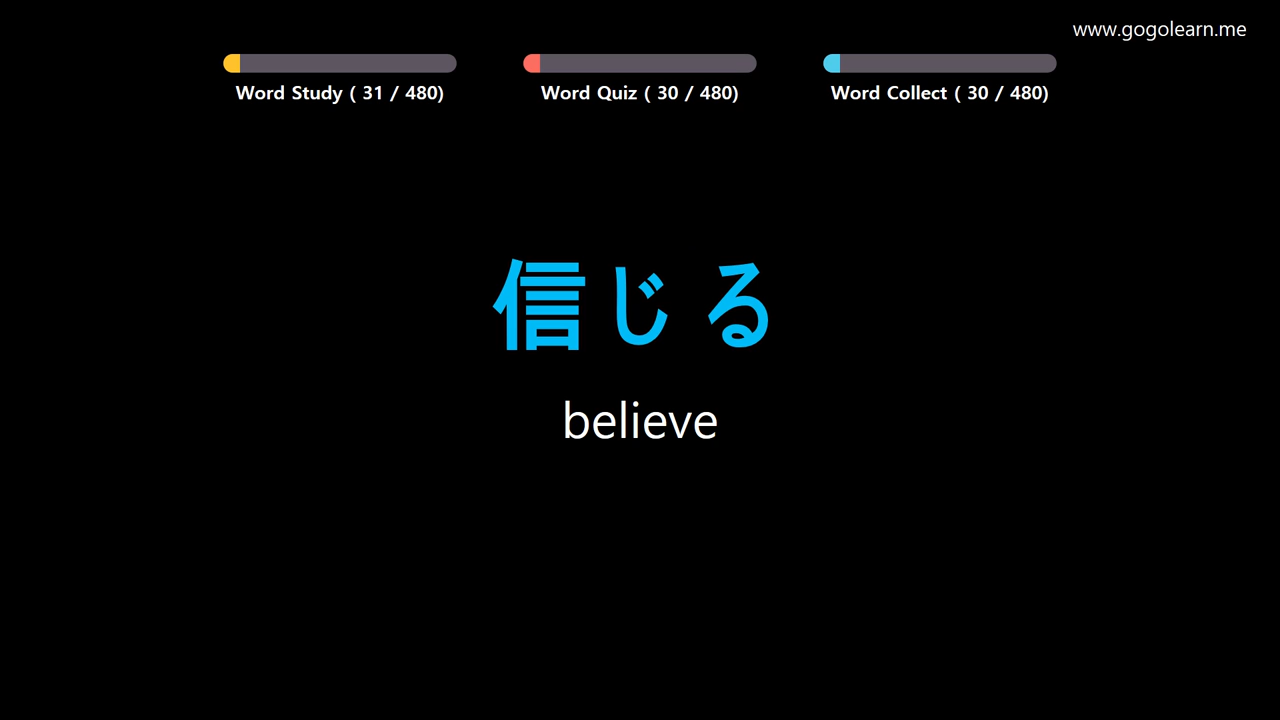 www.gogolearn.me
Word Study ( 31 / 480)
Word Quiz ( 30 / 480)
Word Collect ( 30 / 480)
信じる
believe